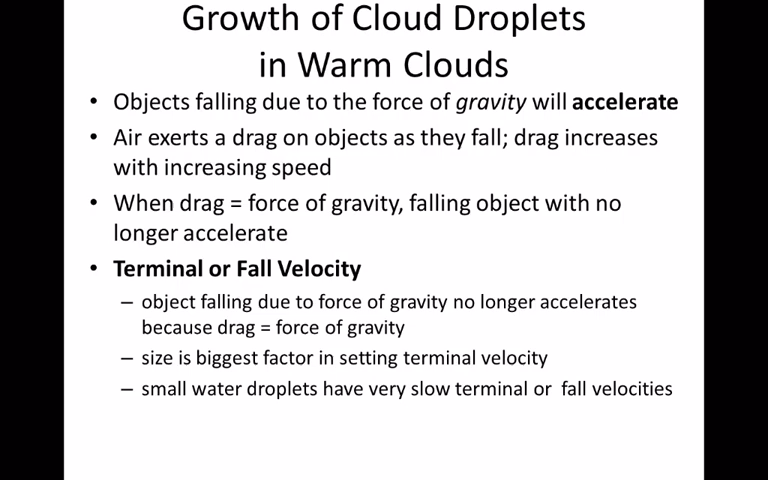 Growth of Cloud Droplets
in Warm Clouds
• Objects falling due to the force of gravity will accelerate
• Air exerts a drag on objects as they fall; drag increases
with increasing speed
• When drag = force of gravity, falling object with no
longer accelerate
• Terminal or Fall Velocity
– object falling due to force of gravity no longer accelerates
because drag = force of gravity
– size is biggest factor in setting terminal velocity
– small water droplets have very slow terminal or fall velocities